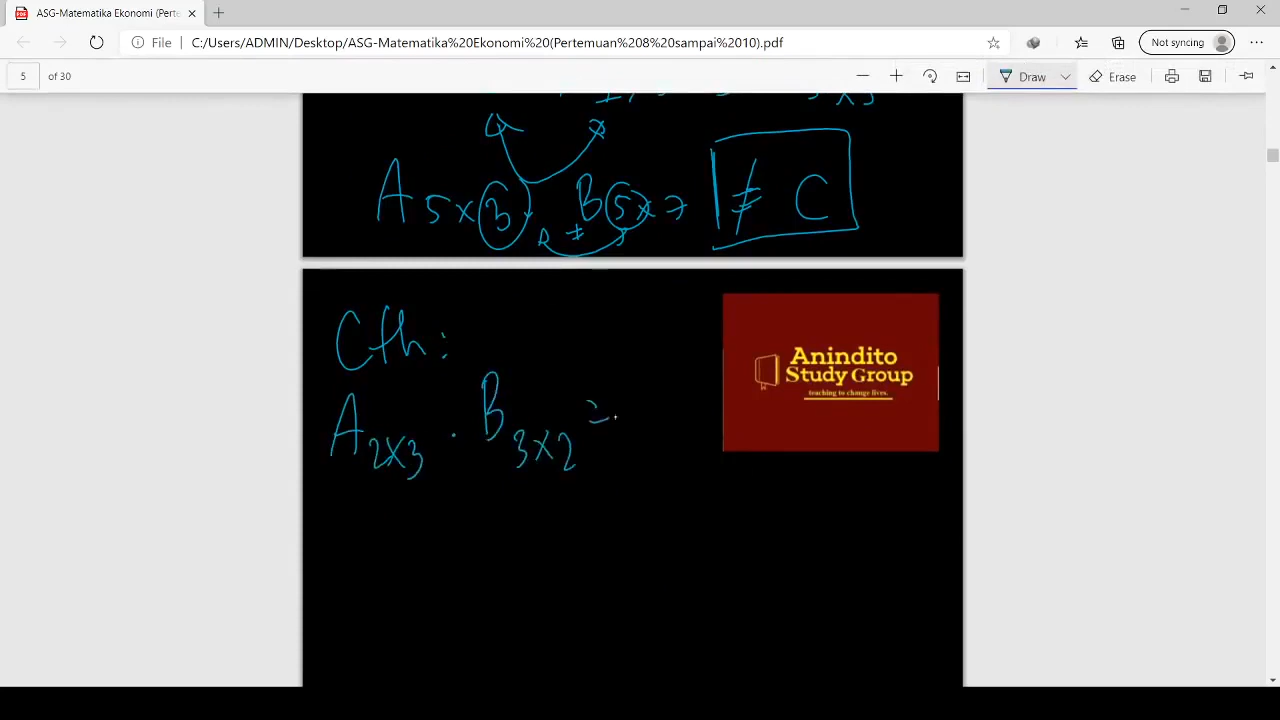 ASG-Matematika Ekonomi (Perte
Not syncing
File
C:/Users/ADMIN/Desktop/ASG-Matematika%20Ekonomi%20(Pertemuan%208%20sampai%2010).pdf
5 of 30
Draw
Erase
A 5x3 B 5x7 ≠ C
≠
Cth:
A 2x3 . B 3x2 =
Anindito
Study Group
teaching to change lives.